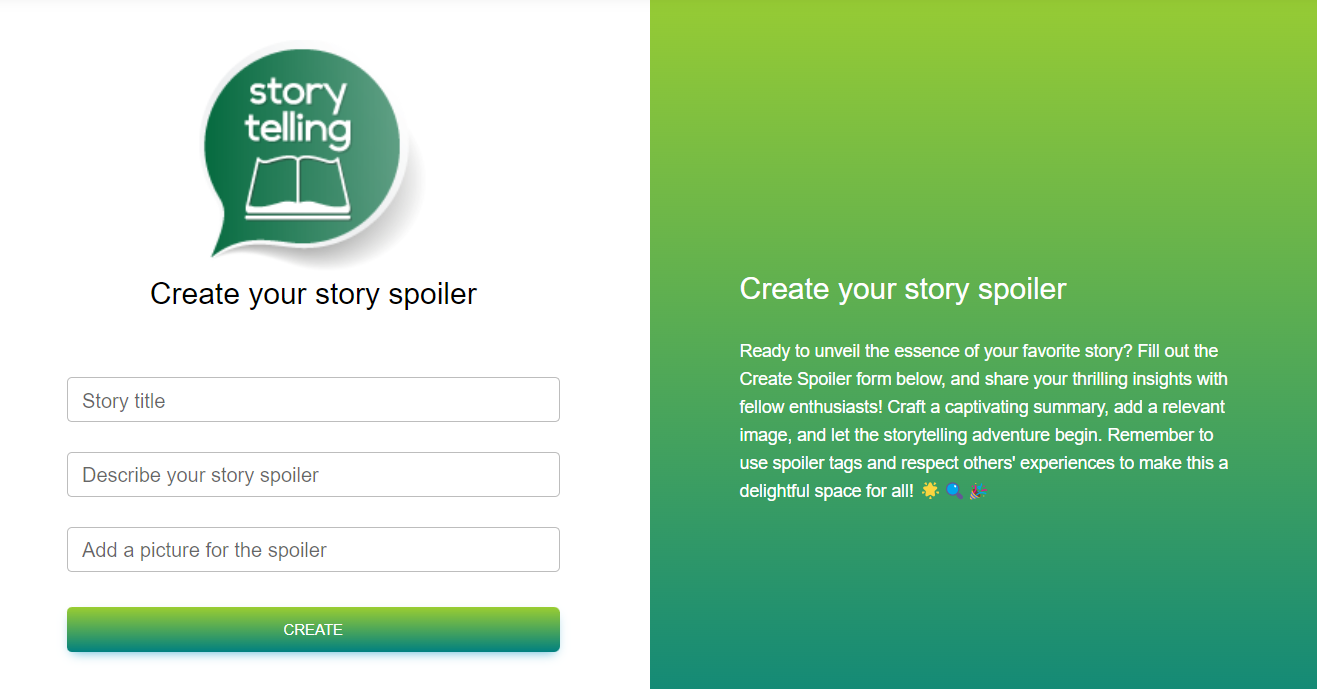 story
telling
Create your story spoiler
Story title
Describe your story spoiler
Add a picture for the spoiler
CREATE
Create your story spoiler
Ready to unveil the essence of your favorite story? Fill out the
Create Spoiler form below, and share your thrilling insights with
fellow enthusiasts! Craft a captivating summary, add a relevant
image, and let the storytelling adventure begin. Remember to
use spoiler tags and respect others' experiences to make this a
delightful space for all! 🌟 🔍 🎉